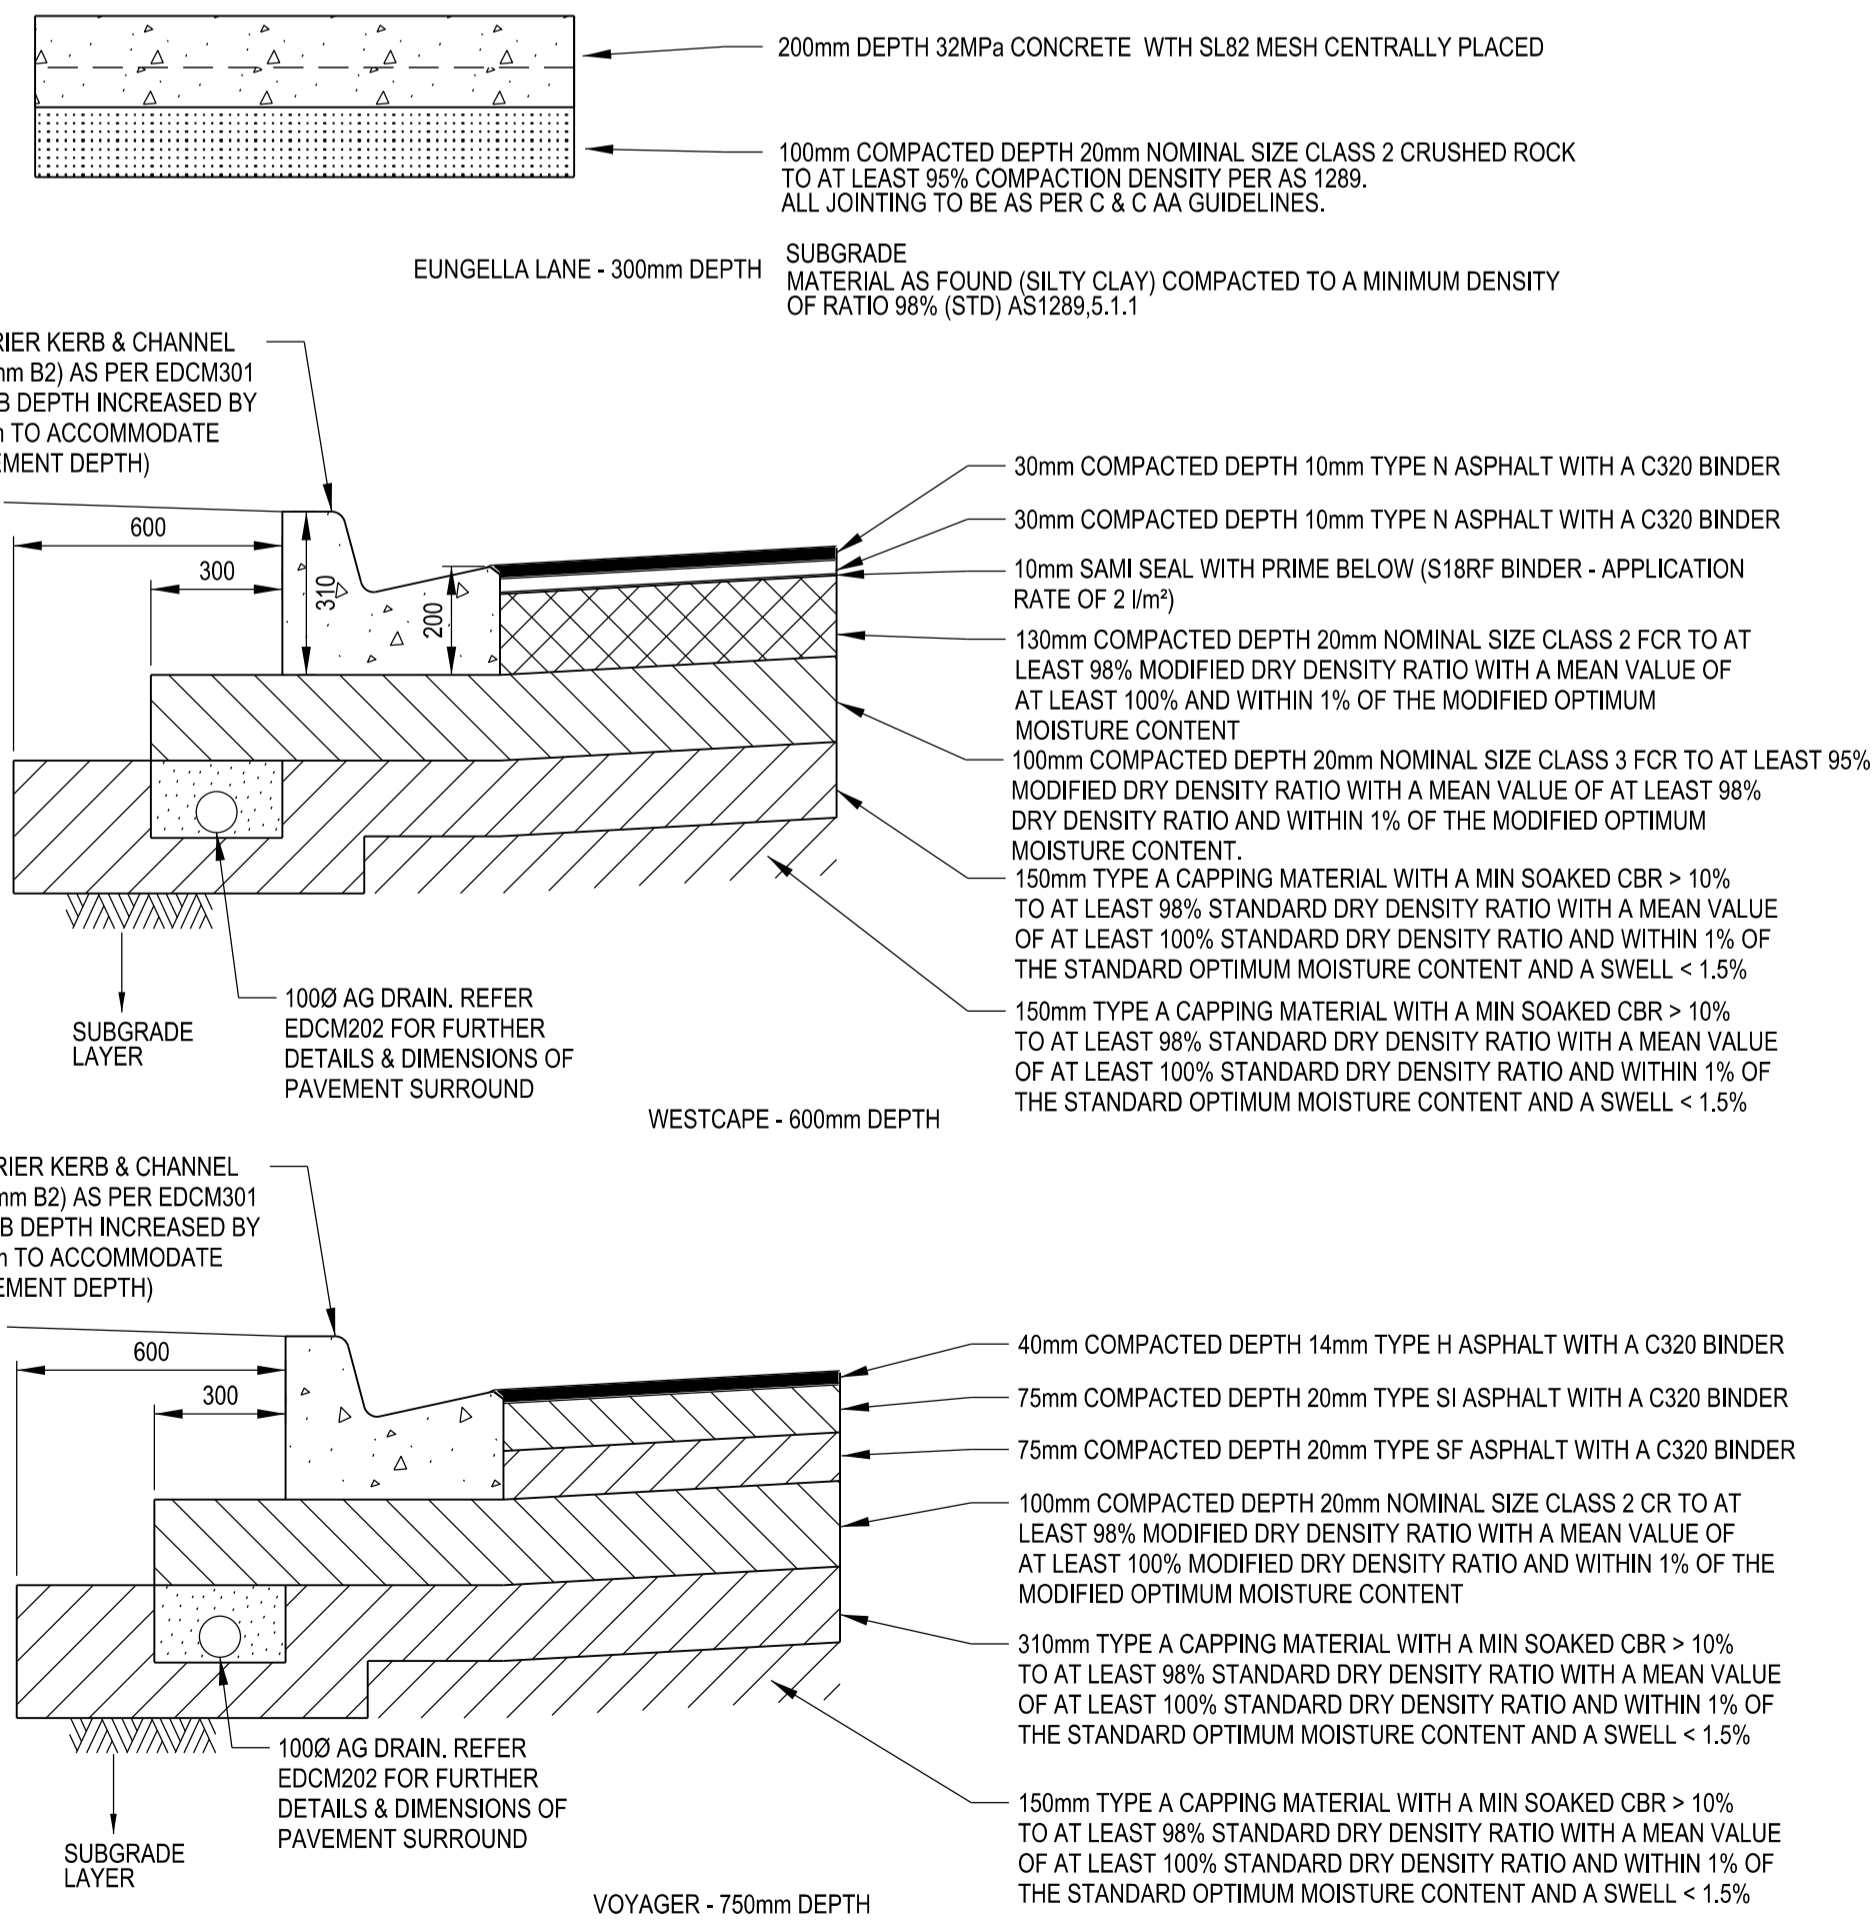 200mm DEPTH 32MPa CONCRETE WTH SL82 MESH CENTRALLY PLACED
100mm COMPACTED DEPTH 20mm NOMINAL SIZE CLASS 2 CRUSHED ROCK
TO AT LEAST 95% COMPACTION DENSITY PER AS 1289.
ALL JOINTING TO BE AS PER C & C AA GUIDELINES.
EUNGELLA LANE - 300mm DEPTH
SUBGRADE
MATERIAL AS FOUND (SILTY CLAY) COMPACTED TO A MINIMUM DENSITY
OF RATIO 98% (STD) AS1289,5.1.1
RIER KERB & CHANNEL
mm B2) AS PER EDCM301
B DEPTH INCREASED BY
TO ACCOMMODATE
EMENT DEPTH)
600
300
310
200
30mm COMPACTED DEPTH 10mm TYPE N ASPHALT WITH A C320 BINDER
30mm COMPACTED DEPTH 10mm TYPE N ASPHALT WITH A C320 BINDER
10mm SAMI SEAL WITH PRIME BELOW (S18RF BINDER - APPLICATION
RATE OF 2 l/m²)
130mm COMPACTED DEPTH 20mm NOMINAL SIZE CLASS 2 FCR TO AT
LEAST 98% MODIFIED DRY DENSITY RATIO WITH A MEAN VALUE OF
AT LEAST 100% AND WITHIN 1% OF THE MODIFIED OPTIMUM
MOISTURE CONTENT
100mm COMPACTED DEPTH 20mm NOMINAL SIZE CLASS 3 FCR TO AT LEAST 95%
MODIFIED DRY DENSITY RATIO WITH A MEAN VALUE OF AT LEAST 98%
DRY DENSITY RATIO AND WITHIN 1% OF THE MODIFIED OPTIMUM
MOISTURE CONTENT.
150mm TYPE A CAPPING MATERIAL WITH A MIN SOAKED CBR > 10%
TO AT LEAST 98% STANDARD DRY DENSITY RATIO WITH A MEAN VALUE
OF AT LEAST 100% STANDARD DRY DENSITY RATIO AND WITHIN 1% OF
THE STANDARD OPTIMUM MOISTURE CONTENT AND A SWELL < 1.5%
150mm TYPE A CAPPING MATERIAL WITH A MIN SOAKED CBR > 10%
TO AT LEAST 98% STANDARD DRY DENSITY RATIO WITH A MEAN VALUE
OF AT LEAST 100% STANDARD DRY DENSITY RATIO AND WITHIN 1% OF
THE STANDARD OPTIMUM MOISTURE CONTENT AND A SWELL < 1.5%
SUBGRADE
LAYER
100Ø AG DRAIN. REFER
EDCM202 FOR FURTHER
DETAILS & DIMENSIONS OF
PAVEMENT SURROUND
WESTCAPE - 600mm DEPTH
RIER KERB & CHANNEL
mm B2) AS PER EDCM301
B DEPTH INCREASED BY
TO ACCOMMODATE
EMENT DEPTH)
600
300
40mm COMPACTED DEPTH 14mm TYPE H ASPHALT WITH A C320 BINDER
75mm COMPACTED DEPTH 20mm TYPE SI ASPHALT WITH A C320 BINDER
75mm COMPACTED DEPTH 20mm TYPE SF ASPHALT WITH A C320 BINDER
100mm COMPACTED DEPTH 20mm NOMINAL SIZE CLASS 2 CR TO AT
LEAST 98% MODIFIED DRY DENSITY RATIO WITH A MEAN VALUE OF
AT LEAST 100% MODIFIED DRY DENSITY RATIO AND WITHIN 1% OF THE
MODIFIED OPTIMUM MOISTURE CONTENT
310mm TYPE A CAPPING MATERIAL WITH A MIN SOAKED CBR > 10%
TO AT LEAST 98% STANDARD DRY DENSITY RATIO WITH A MEAN VALUE
OF AT LEAST 100% STANDARD DRY DENSITY RATIO AND WITHIN 1% OF
THE STANDARD OPTIMUM MOISTURE CONTENT AND A SWELL < 1.5%
150mm TYPE A CAPPING MATERIAL WITH A MIN SOAKED CBR > 10%
TO AT LEAST 98% STANDARD DRY DENSITY RATIO WITH A MEAN VALUE
OF AT LEAST 100% STANDARD DRY DENSITY RATIO AND WITHIN 1% OF
THE STANDARD OPTIMUM MOISTURE CONTENT AND A SWELL < 1.5%
100Ø AG DRAIN. REFER
EDCM202 FOR FURTHER
DETAILS & DIMENSIONS OF
PAVEMENT SURROUND
SUBGRADE
LAYER
VOYAGER - 750mm DEPTH